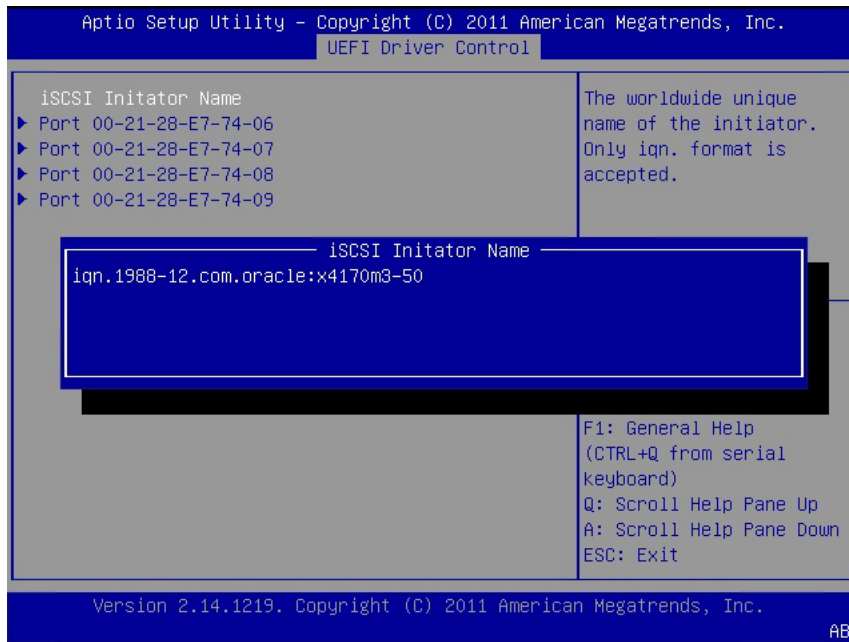 Aptio Setup Utility – Copyright (C) 2011 American Megatrends, Inc.
UEFI Driver Control
iSCSI Initator Name
Port 00-21-28-E7-74-06
Port 00-21-28-E7-74-07
Port 00-21-28-E7-74-08
Port 00-21-28-E7-74-09
The worldwide unique
name of the initiator.
Only iqn. format is
accepted.
iSCSI Initator Name
iqn.1988-12.com.oracle:x4170m3-50
F1: General Help
(CTRL+Q from serial
keyboard)
Q: Scroll Help Pane Up
A: Scroll Help Pane Down
ESC: Exit
Version 2.14.1219. Copyright (C) 2011 American Megatrends, Inc.
AB